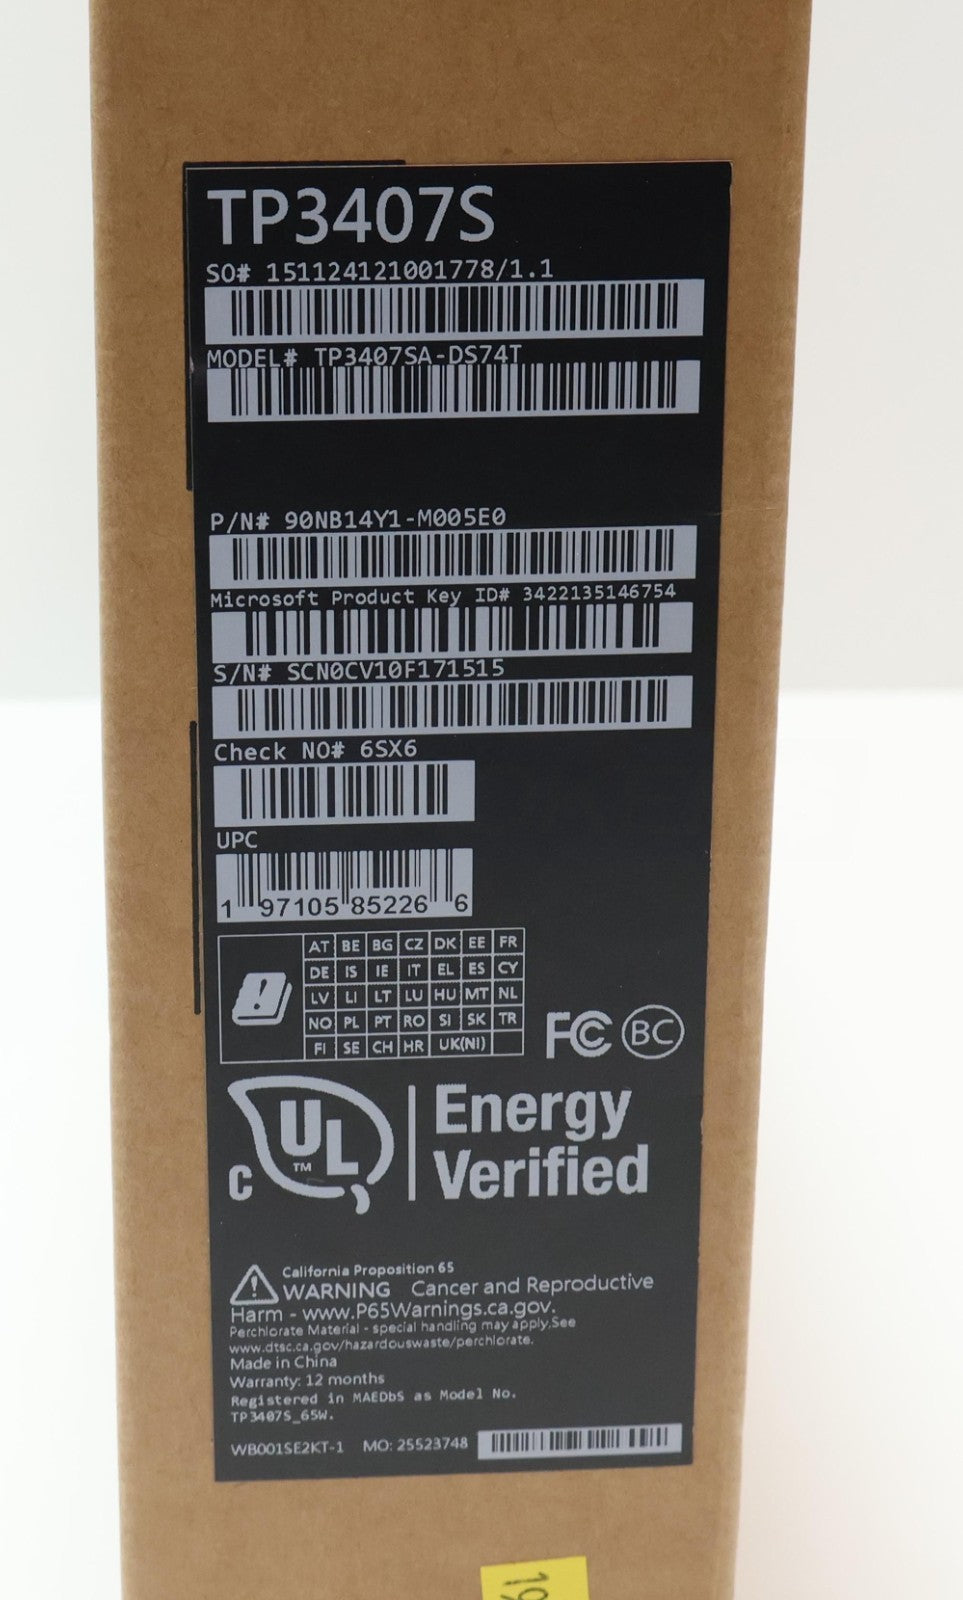 TP3407S
SO# 151124121001778/1.1
MODEL# TP3407SA-DS74T
P/N# 90NB14Y1-M005E0
Microsoft Product Key ID# 3422135146754
S/N# SCN0CV10F171515
Check NO# 6SX6
UPC
1 97105 85226 6
AT BE BG CZ DK EE FR
DE IS IE IT EL ES CY
LV LI LT LU HU MT NL
NO PL PT RO SI SK TR
FI SE CH HR UK(NI)
FC BC
C UL TM Energy
Verified
California Proposition 65
WARNING Cancer and Reproductive
Harm - www.P65Warnings.ca.gov.
Perchlorate Material - special handling may apply.See
www.dtsc.ca.gov/hazardouswaste/perchlorate.
Made in China
Warranty: 12 months
Registered in MAEDbS as Model No.
TP3407S_65W.
WB001SE2KT-1 MO: 25523748
19